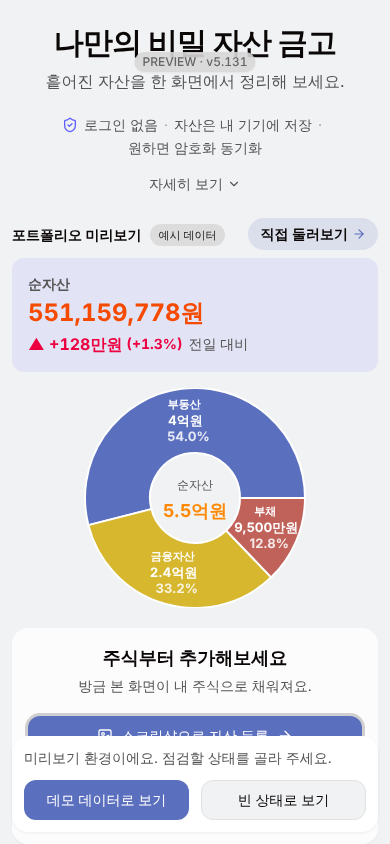 나만의 비밀 자산 금고
PREVIEW · v5.131
흩어진 자산을 한 화면에서 정리해 보세요.
로그인 없음 · 자산은 내 기기에 저장 ·
원하면 암호화 동기화
자세히 보기
포트폴리오 미리보기 예시 데이터 직접 둘러보기 →
순자산
551,159,778원
▲ +128만원 (+1.3%) 전일 대비
부동산
4억원
54.0%
순자산
5.5억원
부채
9,500만원
12.8%
금융자산
2.4억원
33.2%
주식부터 추가해보세요
방금 본 화면이 내 주식으로 채워져요.
스크린샷으로 자산 등록 →
미리보기 환경이에요. 점검할 상태를 골라 주세요.
데모 데이터로 보기
빈 상태로 보기